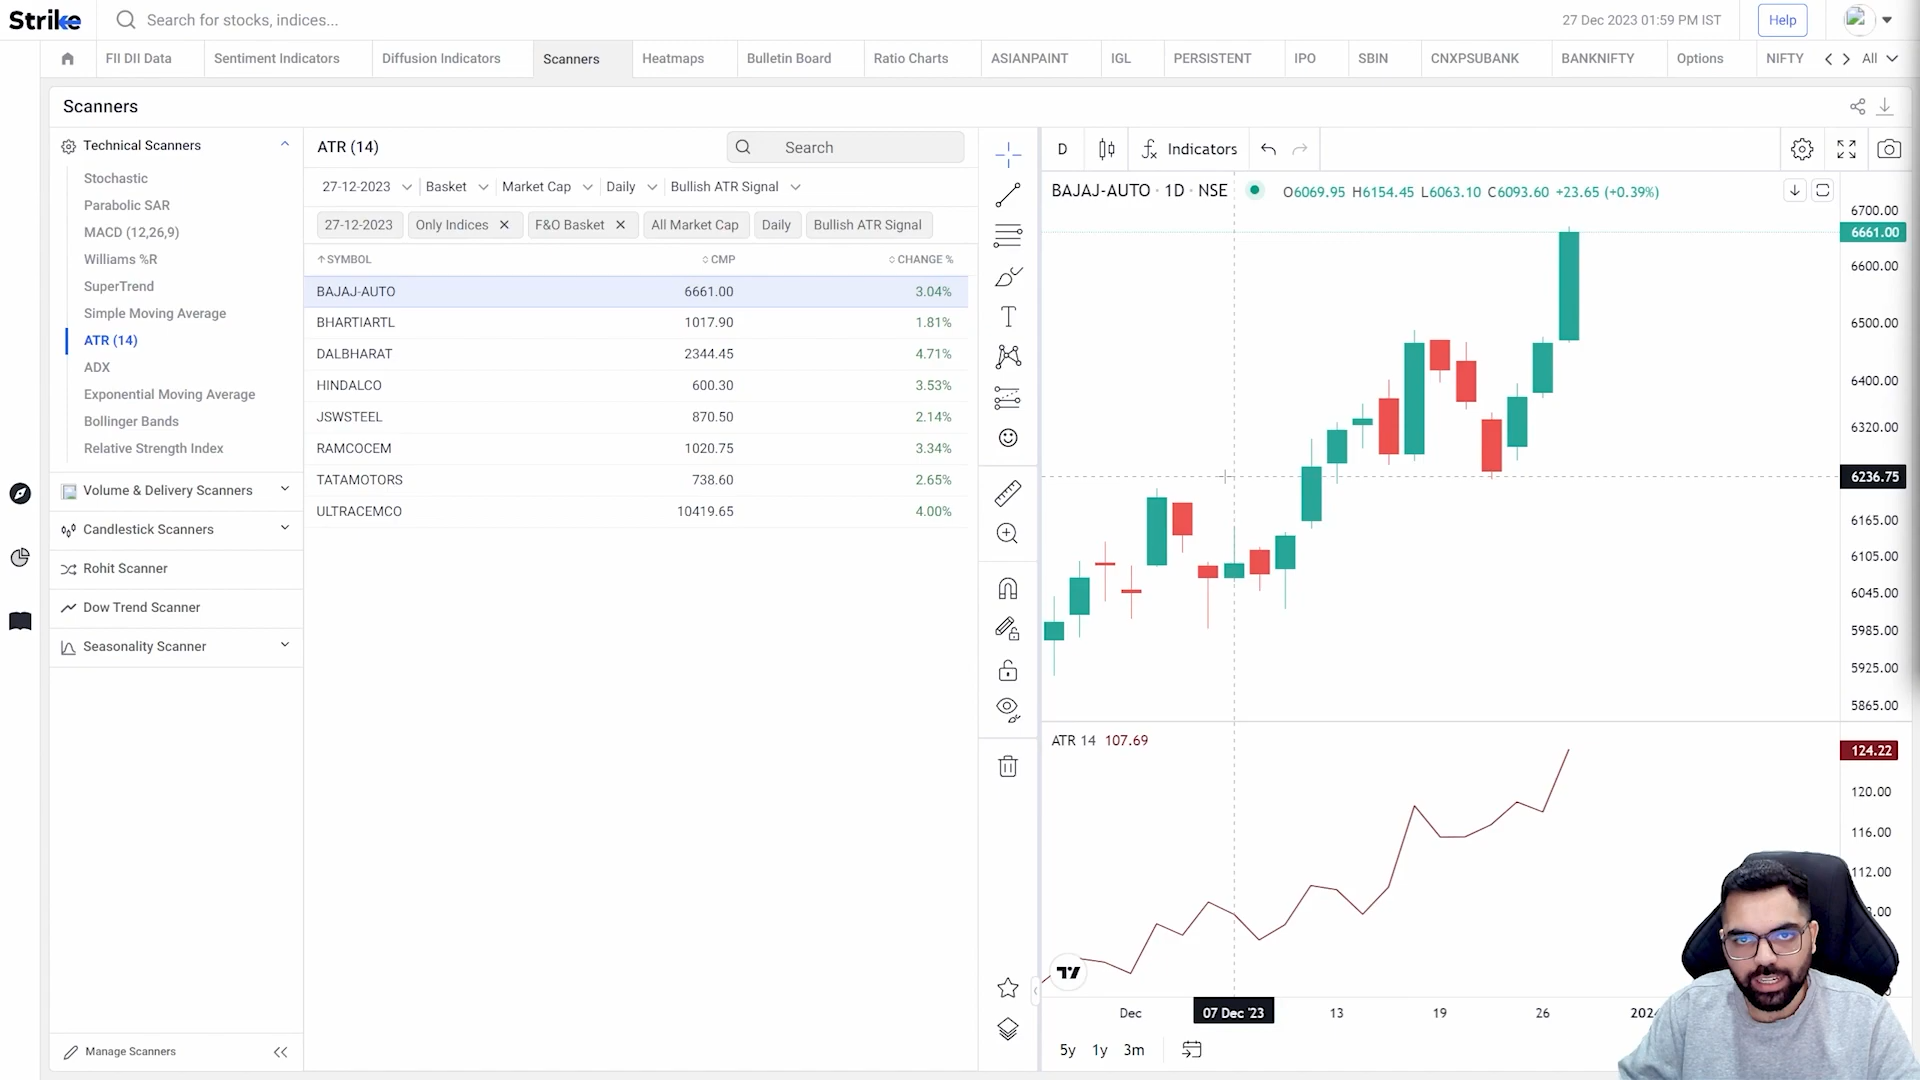 Strike
Search for stocks, indices...
27 Dec 2023 01:59 PM IST
Help
FII DII Data
Sentiment Indicators
Diffusion Indicators
Scanners
Heatmaps
Bulletin Board
Ratio Charts
ASIANPAINT
IGL
PERSISTENT
IPO
SBIN
CNXPSUBANK
BANKNIFTY
Options
NIFTY
All
Scanners
Technical Scanners
Stochastic
Parabolic SAR
MACD (12,26,9)
Williams %R
SuperTrend
Simple Moving Average
ATR (14)
ADX
Exponential Moving Average
Bollinger Bands
Relative Strength Index
Volume & Delivery Scanners
Candlestick Scanners
Rohit Scanner
Dow Trend Scanner
Seasonality Scanner
Manage Scanners
ATR (14)
Search
27-12-2023 Basket Market Cap Daily Bullish ATR Signal
27-12-2023 Only Indices F&O Basket All Market Cap Daily Bullish ATR Signal
SYMBOL CMP CHANGE %
BAJAJ-AUTO 6661.00 3.04%
BHARTIARTL 1017.90 1.81%
DALBHARAT 2344.45 4.71%
HINDALCO 600.30 3.53%
JSWSTEEL 870.50 2.14%
RAMCOCEM 1020.75 3.34%
TATAMOTORS 738.60 2.65%
ULTRACEMCO 10419.65 4.00%
D
Indicators
BAJAJ-AUTO · 1D · NSE
O6069.95 H6154.45 L6063.10 C6093.60 +23.65 (+0.39%)
6700.00
6661.00
6600.00
6500.00
6400.00
6320.00
6236.75
6165.00
6105.00
6045.00
5985.00
5925.00
5865.00
ATR 14 107.69
124.22
120.00
116.00
112.00
Dec
07 Dec '23
13
19
26
5y 1y 3m